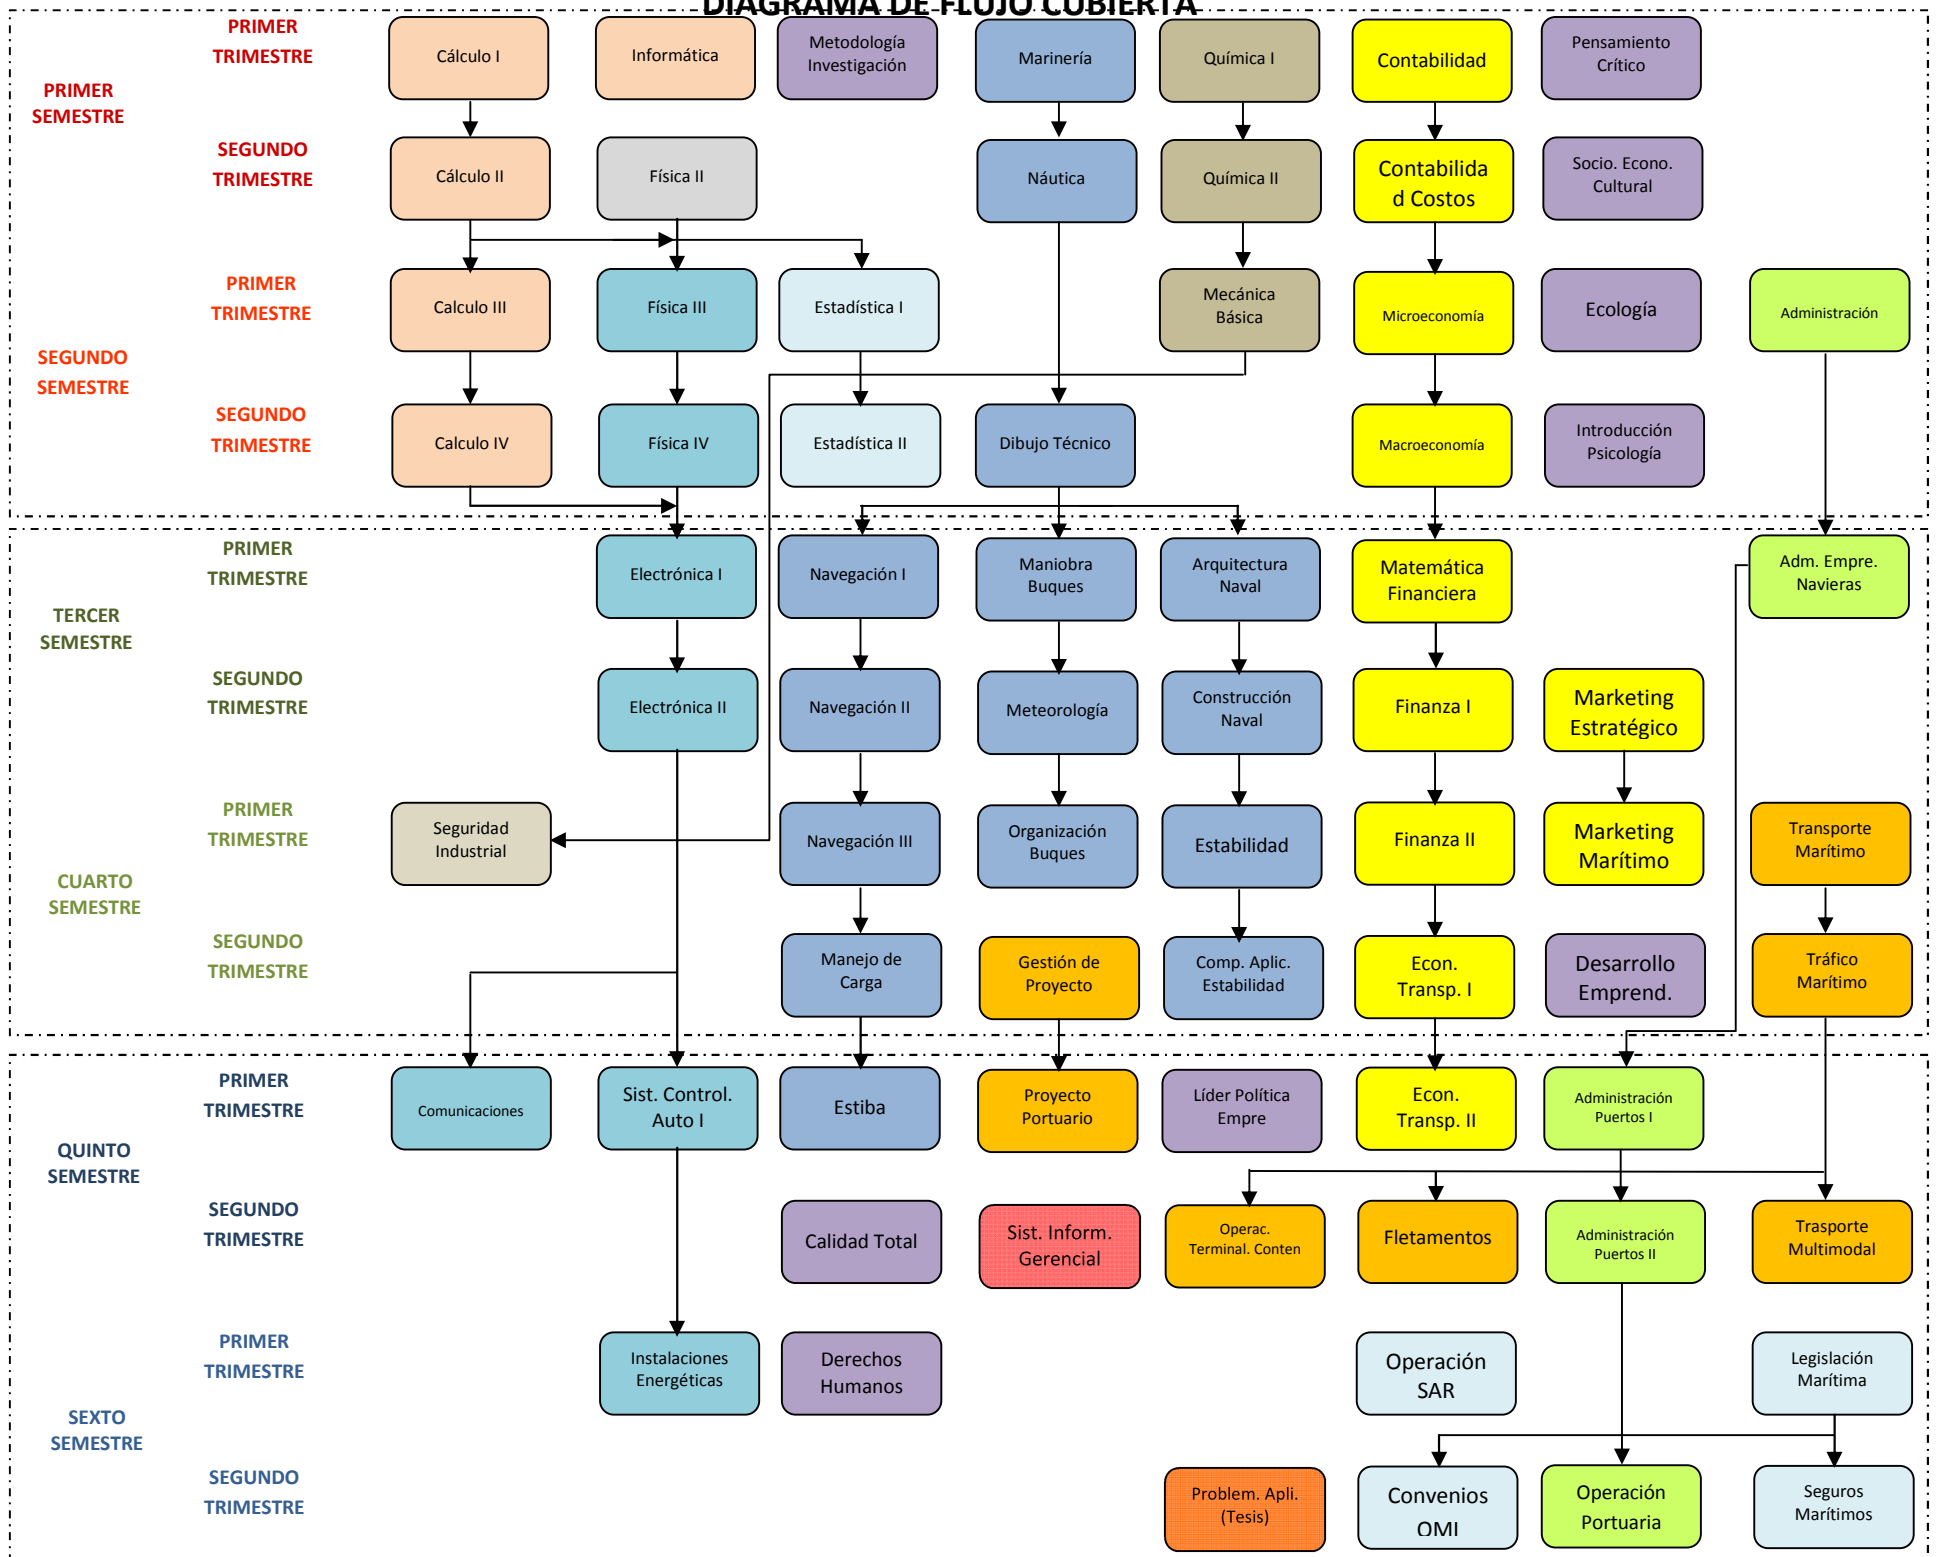 DIAGRAMA DE FLUJO CUBIERTA
PRIMER
TRIMESTRE
Cálculo I
Informática
Metodología
Investigación
Marinería
Química I
Contabilidad
Pensamiento
Crítico
PRIMER
SEMESTRE
SEGUNDO
TRIMESTRE
Cálculo II
Física II
Náutica
Química II
Contabilida
d Costos
Socio. Econo.
Cultural
PRIMER
TRIMESTRE
Calculo III
Física III
Estadística I
Mecánica
Básica
Microeconomía
Ecología
Administración
SEGUNDO
SEMESTRE
SEGUNDO
TRIMESTRE
Calculo IV
Física IV
Estadística II
Dibujo Técnico
Macroeconomía
Introducción
Psicología
PRIMER
TRIMESTRE
Electrónica I
Navegación I
Maniobra
Buques
Arquitectura
Naval
Matemática
Financiera
Adm. Empre.
Navieras
TERCER
SEMESTRE
SEGUNDO
TRIMESTRE
Electrónica II
Navegación II
Meteorología
Construcción
Naval
Finanza I
Marketing
Estratégico
PRIMER
TRIMESTRE
Seguridad
Industrial
Navegación III
Organización
Buques
Estabilidad
Finanza II
Marketing
Marítimo
Transporte
Marítimo
CUARTO
SEMESTRE
SEGUNDO
TRIMESTRE
Manejo de
Carga
Gestión de
Proyecto
Comp. Aplic.
Estabilidad
Econ.
Transp. I
Desarrollo
Emprend.
Tráfico
Marítimo
PRIMER
TRIMESTRE
Comunicaciones
Sist. Control.
Auto I
Estiba
Proyecto
Portuario
Líder Política
Empre
Econ.
Transp. II
Administración
Puertos I
QUINTO
SEMESTRE
SEGUNDO
TRIMESTRE
Calidad Total
Sist. Inform.
Gerencial
Operac.
Terminal. Conten
Fletamentos
Administración
Puertos II
Trasporte
Multimodal
PRIMER
TRIMESTRE
Instalaciones
Energéticas
Derechos
Humanos
Operación
SAR
Legislación
Marítima
SEXTO
SEMESTRE
SEGUNDO
TRIMESTRE
Problem. Apli.
(Tesis)
Convenios
OMI
Operación
Portuaria
Seguros
Marítimos